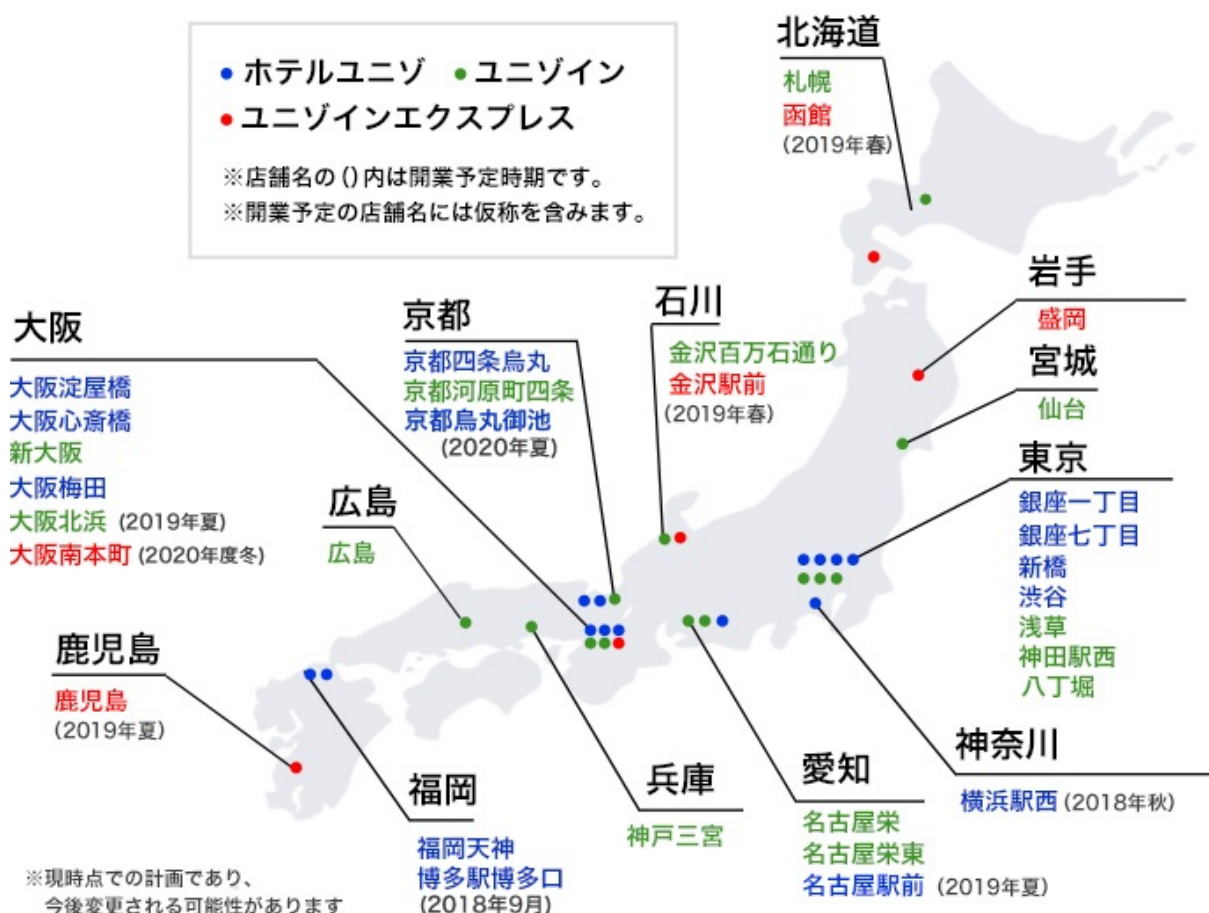 ● ホテルユニゾ ● ユニゾイン
● ユニゾインエクスプレス
※店舗名の()内は開業予定時期です。
※開業予定の店舗名には仮称を含みます。
北海道
札幌
函館
(2019年春)
岩手
盛岡
宮城
仙台
東京
銀座一丁目
銀座七丁目
新橋
渋谷
浅草
神田駅西
八丁堀
神奈川
横浜駅西 (2018年秋)
石川
金沢百万石通り
金沢駅前
(2019年春)
京都
京都四条烏丸
京都河原町四条
京都烏丸御池
(2020年夏)
大阪
大阪淀屋橋
大阪心斎橋
新大阪
大阪梅田
大阪北浜 (2019年夏)
大阪南本町 (2020年度冬)
広島
広島
鹿児島
鹿児島
(2019年夏)
福岡
福岡天神
博多駅博多口
(2018年9月)
兵庫
神戸三宮
愛知
名古屋栄
名古屋栄東
名古屋駅前 (2019年夏)
※現時点での計画であり、
今後変更される可能性があります